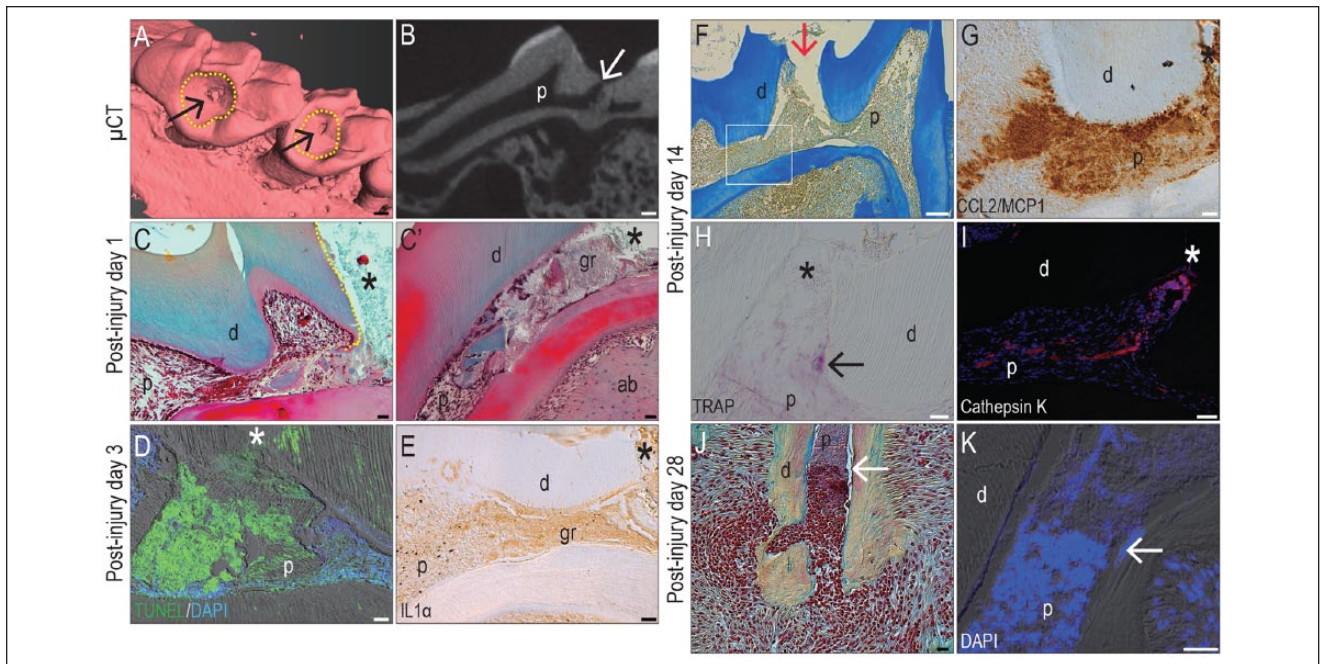 μCT
A
B
Post-injury day 1
C
d
p
*
C'
d
gr
*
p
ab
Post-injury day 3
D
*
p
TUNEL/DAPI
E
*
d
gr
p
IL1α
p
Post-injury day 14
F
d
p
G
*
d
p
CCL2/MCP1
H
*
d
p
TRAP
I
*
d
p
Cathepsin K
Post-injury day 28
J
p
d
K
d
p
DAPI